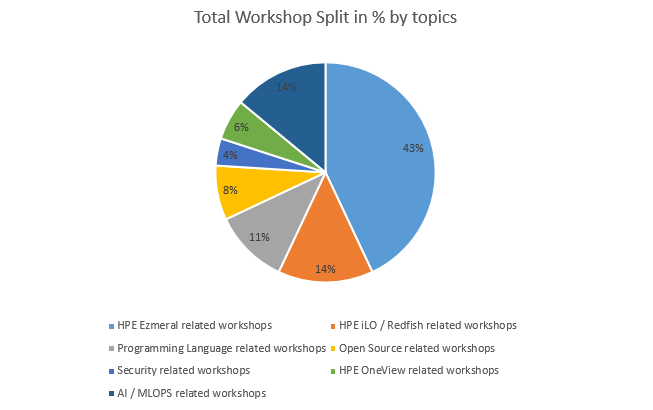 Total Workshop Split in % by topics
14%
6%
43%
4%
8%
11%
14%
HPE Ezmeral related workshops
HPE iLO / Redfish related workshops
Programming Language related workshops
Open Source related workshops
Security related workshops
HPE OneView related workshops
AI / MLOPS related workshops